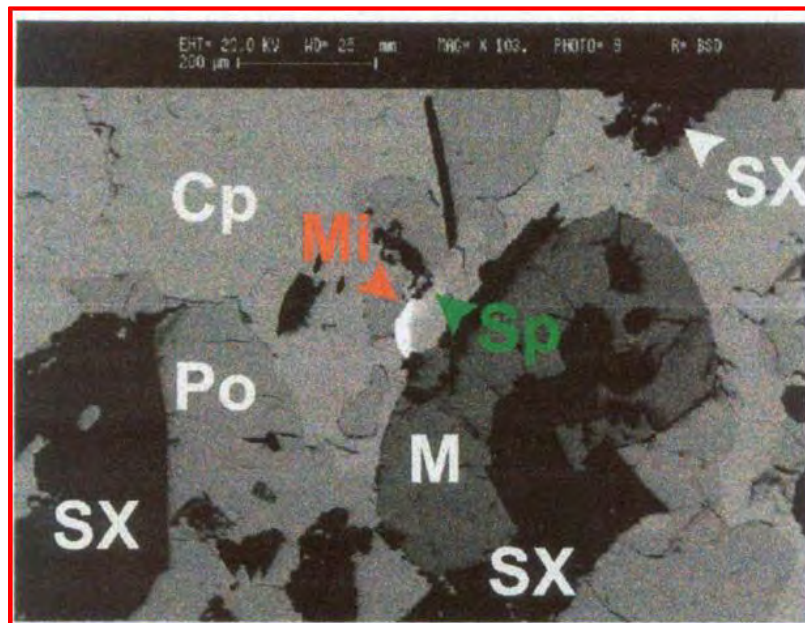 EHT= 20.0 KV WD= 25 mm MAG= X 103. PHOTO= 9 R= BSD
200 µm
Cp
SX
Mi
Sp
Po
M
SX
SX